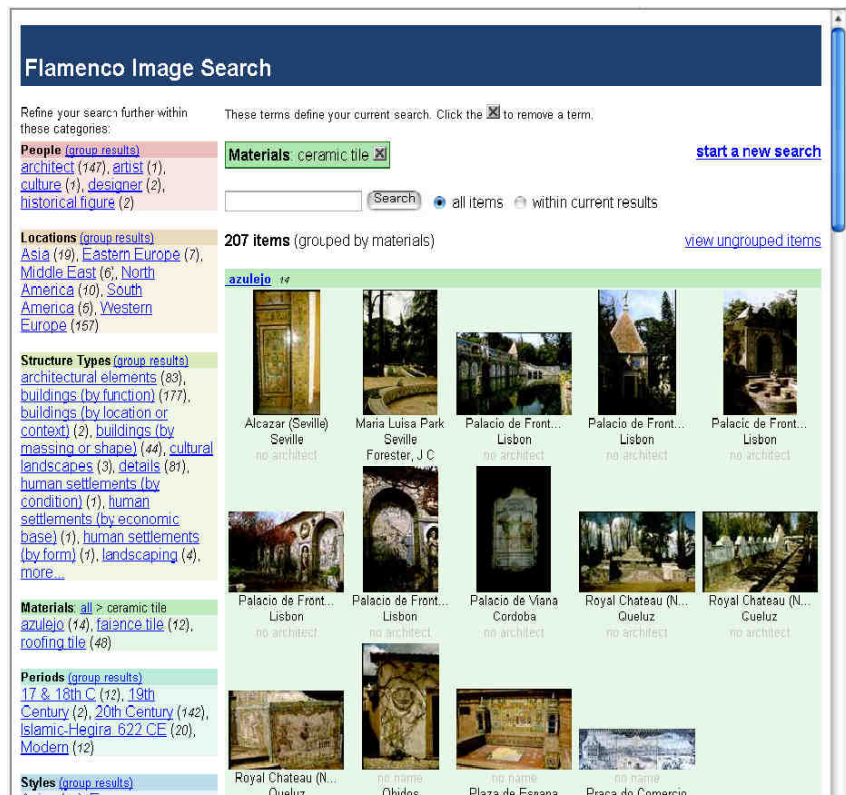 Flamenco Image Search
Refine your search further within
these categories:
People (group results)
architect (147), artist (1),
culture (1), designer (2),
historical figure (2)
Locations (group results)
Asia (19), Eastern Europe (7),
Middle East (6), North
America (10), South
America (5), Western
Europe (157)
Structure Types (group results)
architectural elements (83),
buildings (by function) (177),
buildings (by location or
context) (2), buildings (by
massing or shape) (44), cultural
landscapes (3), details (81),
human settlements (by
condition) (1), human
settlements (by economic
base) (1), human settlements
(by form) (1), landscaping (4),
more...
Materials: all > ceramic tile
azulejo (14), faience tile (12),
roofing tile (48)
Periods (group results)
17 & 18th C (12), 19th
Century (2), 20th Century (142),
Islamic-Hegira 622 CE (20),
Modern (12)
Styles (group results)
These terms define your current search. Click the X to remove a term.
Materials: ceramic tile X
start a new search
Search all items within current results
207 items (grouped by materials)
view ungrouped items
azulejo 14
Alcazar (Seville)
Seville
no architect
Maria Luisa Park
Seville
Forester, J C
Palacio de Front...
Lisbon
no architect
Palacio de Front...
Lisbon
no architect
Palacio de Front...
Lisbon
no architect
Palacio de Front...
Lisbon
no architect
Palacio de Front...
Lisbon
no architect
Palacio de Viana
Cordoba
no architect
Royal Chateau (N...
Queluz
no architect
Royal Chateau (N...
Queluz
no architect
Royal Chateau (N...
Queluz
no name
Obidos
no name
Plaza de Espana
no name
Praca do Comercio